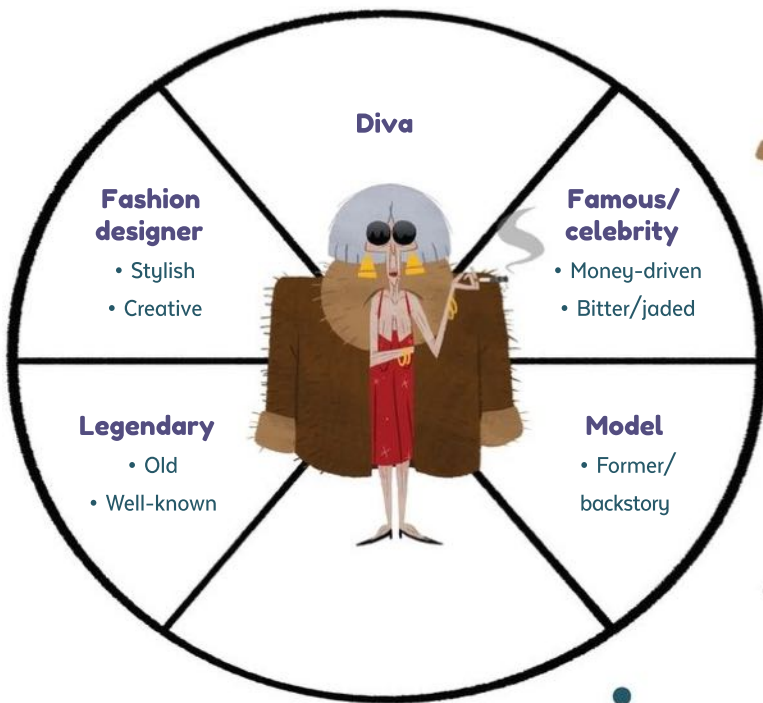 Diva
Fashion
designer
• Stylish
• Creative
Famous/
celebrity
• Money-driven
• Bitter/jaded
Legendary
• Old
• Well-known
Model
• Former/
backstory